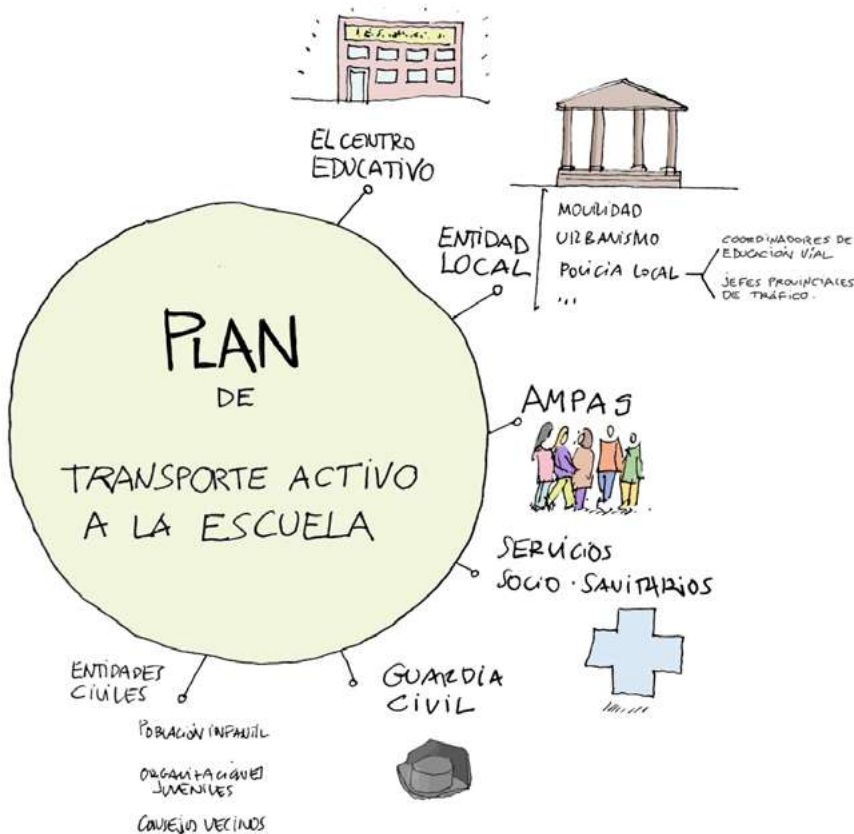 EL CENTRO
EDUCATIVO
ENTIDAD
LOCAL
MOVILIDAD
URBANISMO
POLICIA LOCAL
...
COORDINADORES DE
EDUCACIÓN VÍAL
JEFES PROVINCIALES
DE TRÁFICO.
PLAN
DE
TRANSPORTE ACTIVO
A LA ESCUELA
AMPAS
SERVICIOS
SOCIO·SANITARIOS
GUARDIA
CIVIL
ENTIDADES
CIVILES
POBLACIÓN INFANTIL
ORGANIZACIONES
JUVENILES
CONSEJOS VECINOS